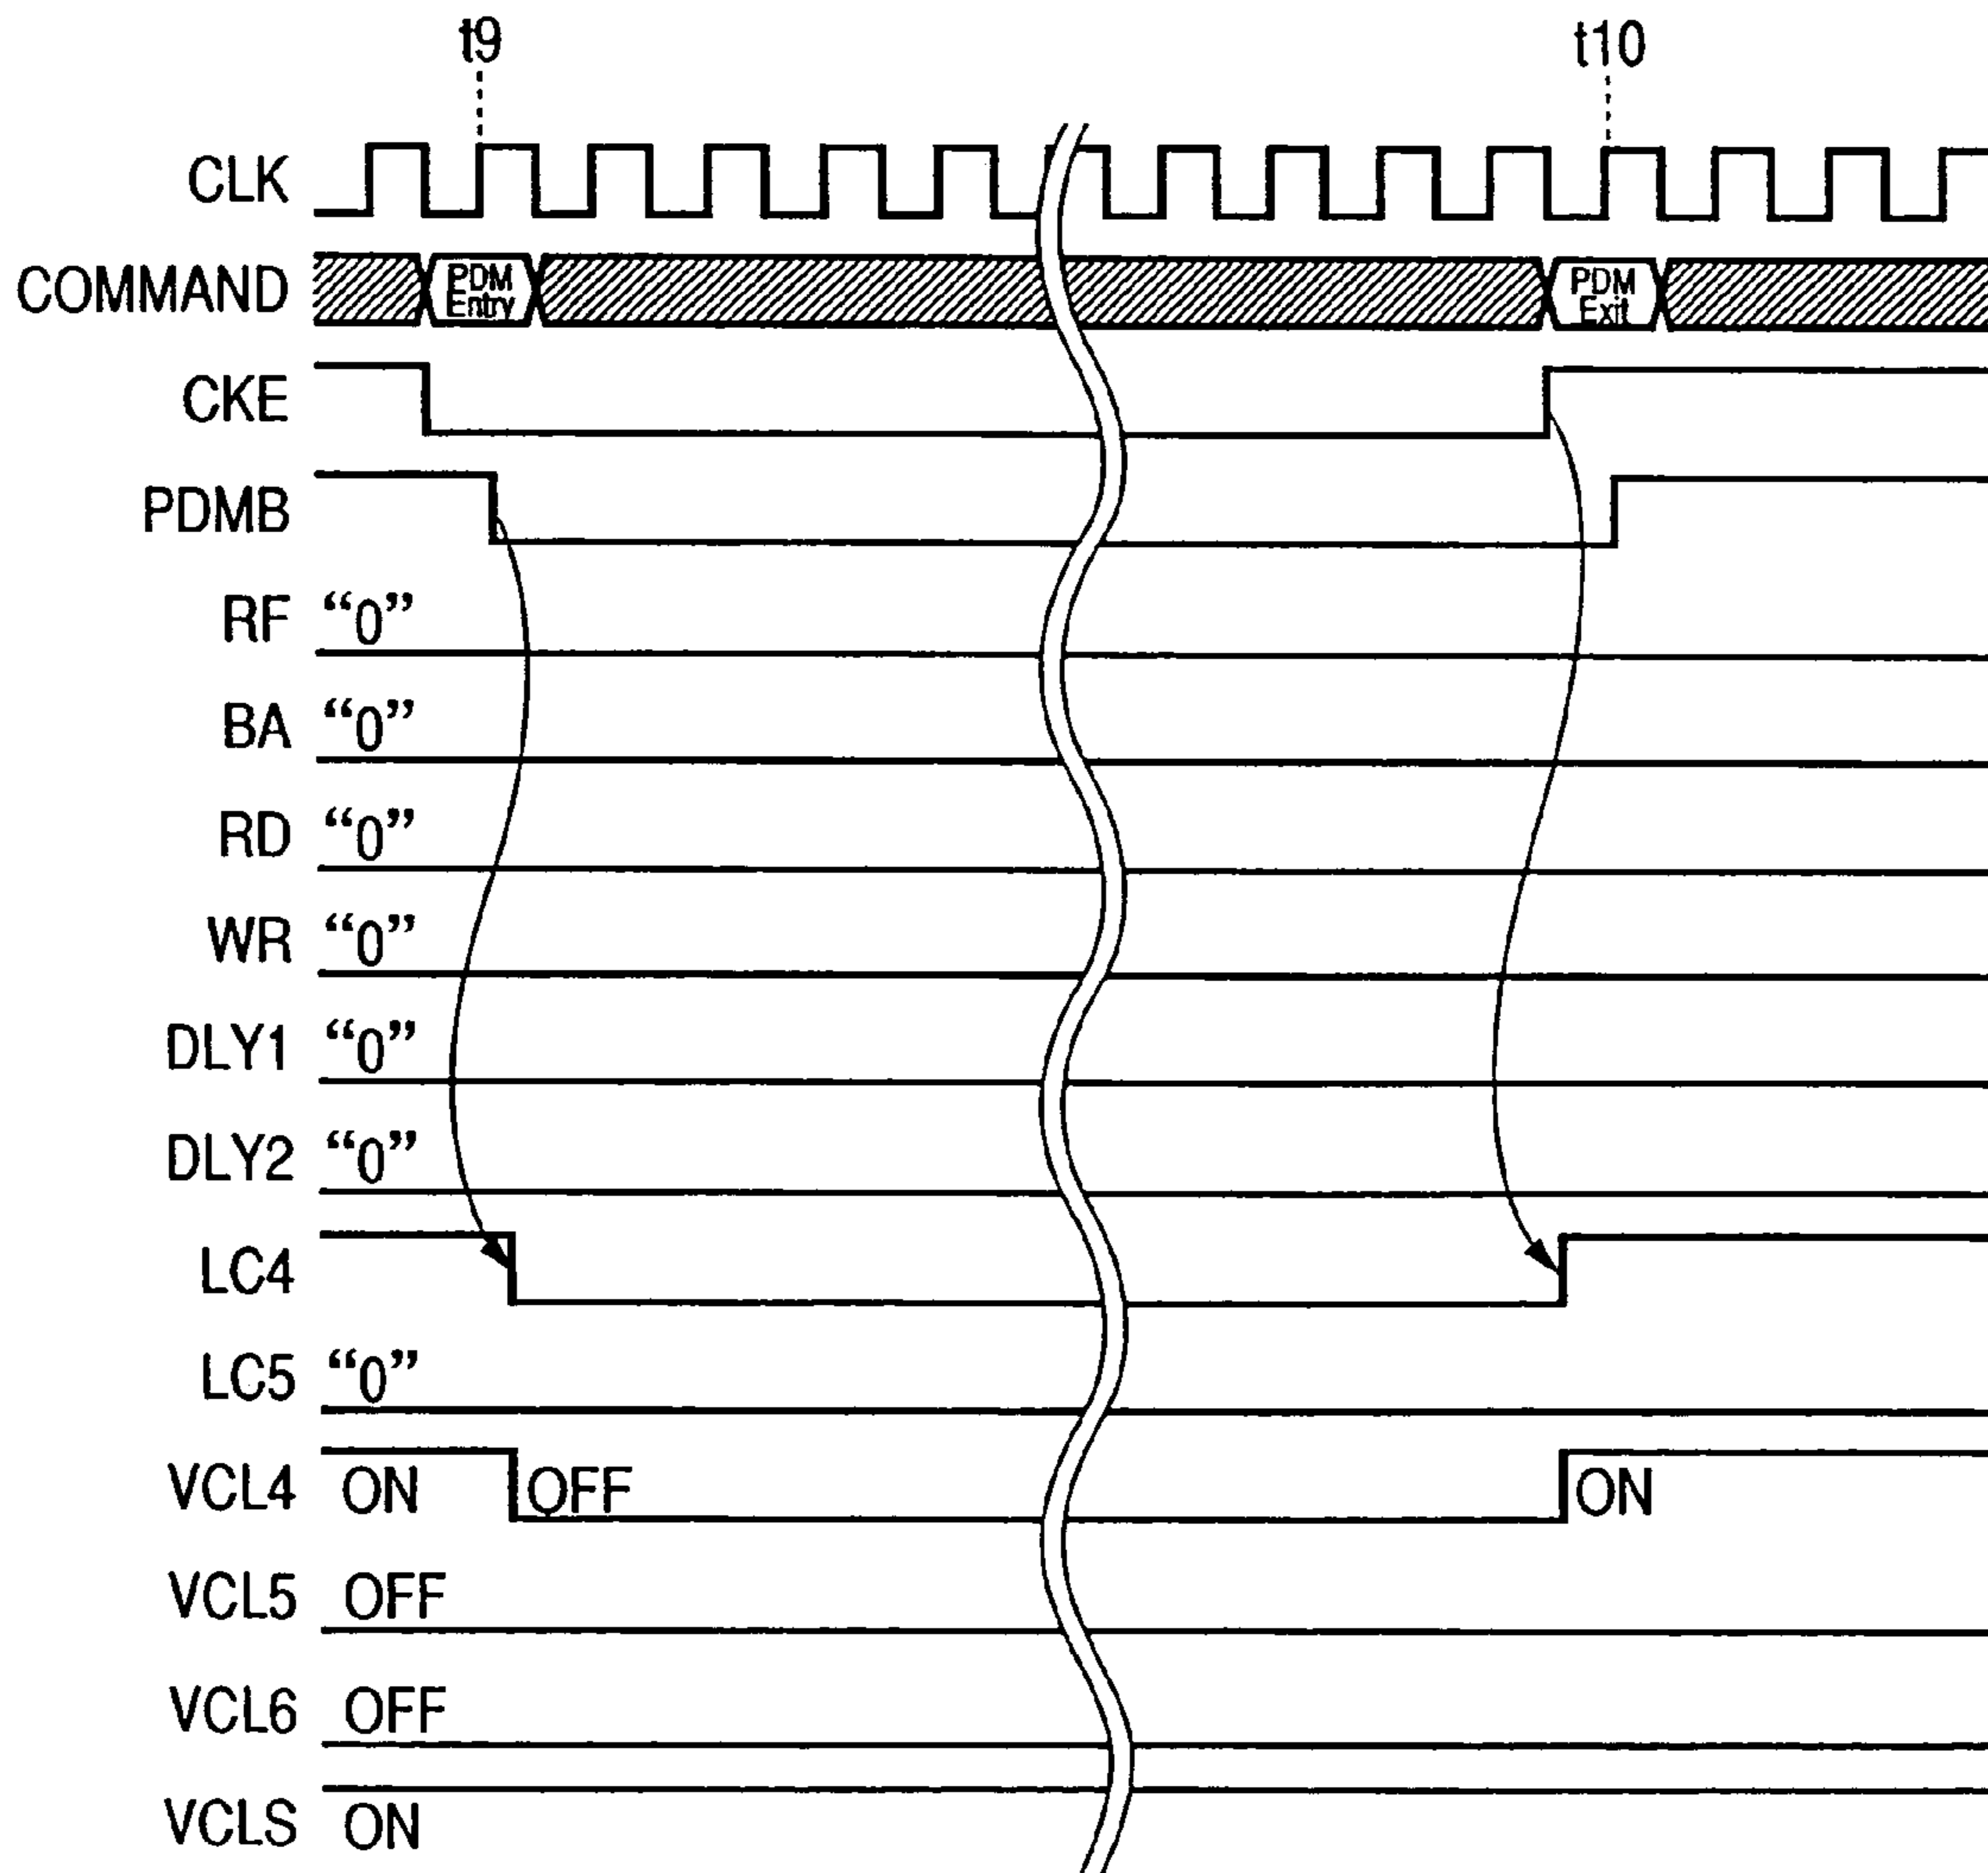 t9 t10
CLK
COMMAND PDM Entry PDM Exit
CKE
PDMB
RF “0”
BA “0”
RD “0”
WR “0”
DLY1 “0”
DLY2 “0”
LC4
LC5 “0”
VCL4 ON OFF ON
VCL5 OFF
VCL6 OFF
VCLS ON